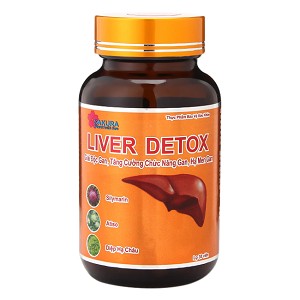 SAKURA
Thực Phẩm Bảo Vệ Sức Khỏe
LIVER DETOX
Giải Độc Gan, Tăng Cường Chức Năng Gan, Hạ Men Gan
Silymarin
Atiso
Diệp Hạ Châu